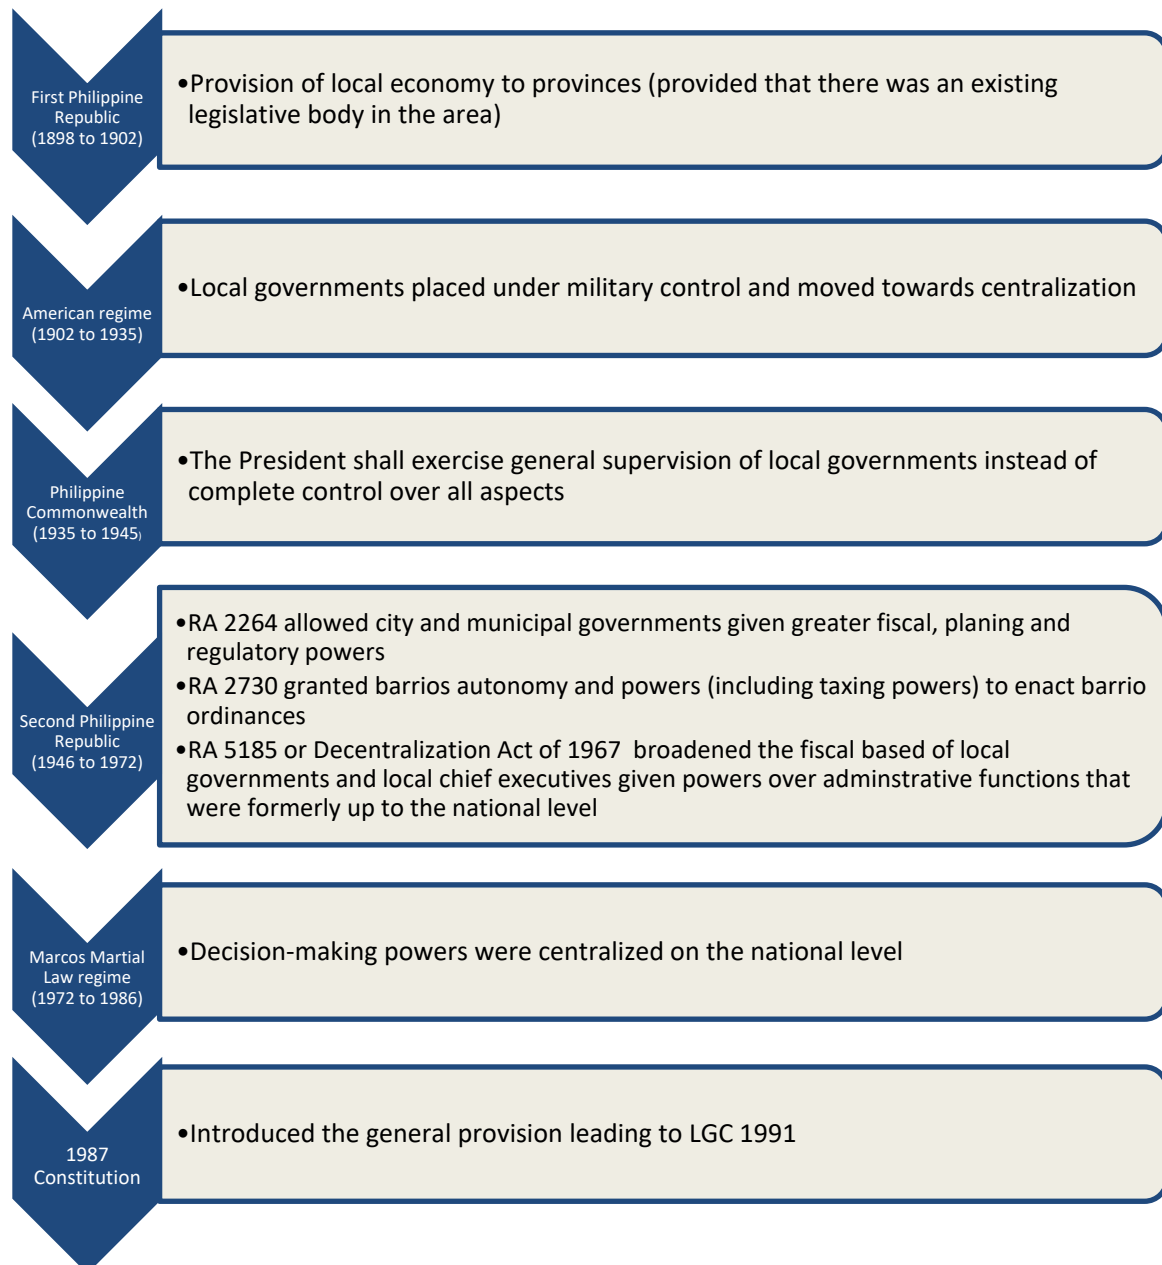 First Philippine
Republic
(1898 to 1902)
•Provision of local economy to provinces (provided that there was an existing
legislative body in the area)
American regime
(1902 to 1935)
•Local governments placed under military control and moved towards centralization
Philippine
Commonwealth
(1935 to 1945)
•The President shall exercise general supervision of local governments instead of
complete control over all aspects
Second Philippine
Republic
(1946 to 1972)
•RA 2264 allowed city and municipal governments given greater fiscal, planing and
regulatory powers
•RA 2730 granted barrios autonomy and powers (including taxing powers) to enact barrio
ordinances
•RA 5185 or Decentralization Act of 1967 broadened the fiscal based of local
governments and local chief executives given powers over adminstrative functions that
were formerly up to the national level
Marcos Martial
Law regime
(1972 to 1986)
•Decision-making powers were centralized on the national level
1987
Constitution
•Introduced the general provision leading to LGC 1991